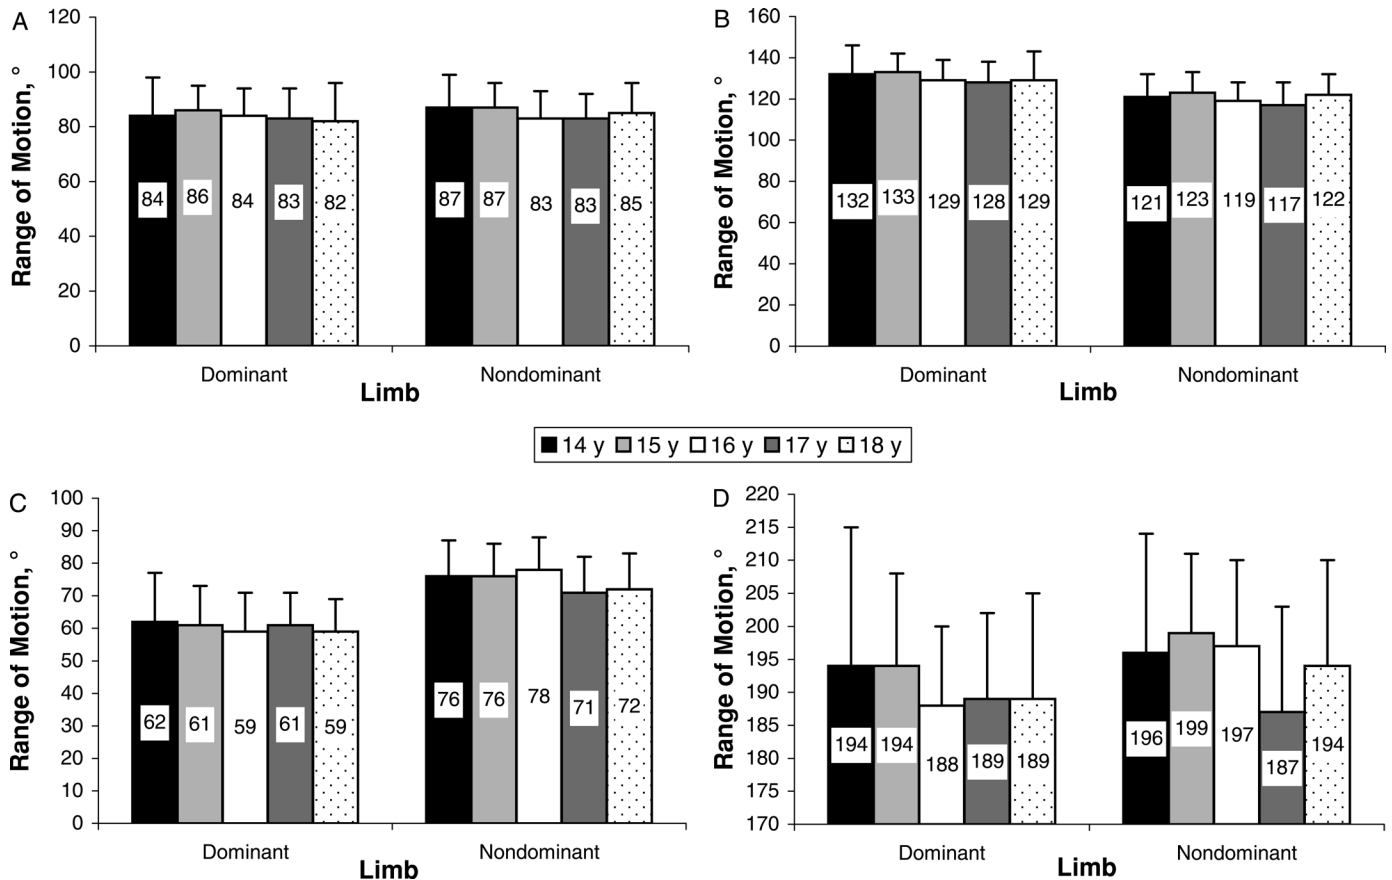 A
Range of Motion, °
120
100
80
60
40
20
0
84 86 84 83 82
87 87 83 83 85
Dominant Nondominant
Limb
B
Range of Motion, °
160
140
120
100
80
60
40
20
0
132 133 129 128 129
121 123 119 117 122
Dominant Nondominant
Limb
14 y 15 y 16 y 17 y 18 y
C
Range of Motion, °
100
90
80
70
60
50
40
30
20
10
0
62 61 59 61 59
76 76 78 71 72
Dominant Nondominant
Limb
D
Range of Motion, °
220
215
210
205
200
195
190
185
180
175
170
194 194 188 189 189
196 199 197 187 194
Dominant Nondominant
Limb